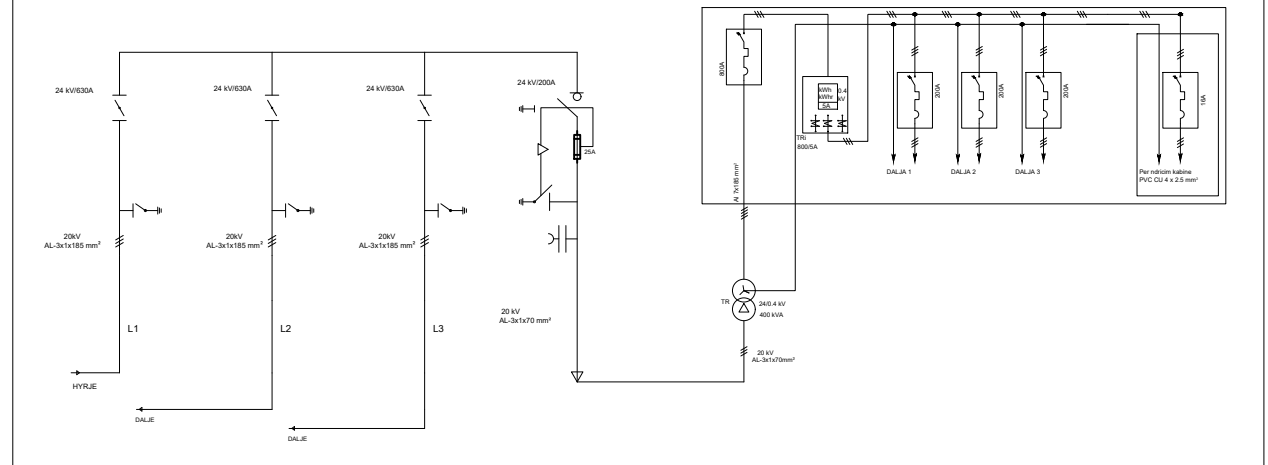 24 kV/630A
24 kV/630A
24 kV/630A
24 kV/200A
25A
20kV
AL-3x1x185 mm²
20kV
AL-3x1x185 mm²
20kV
AL-3x1x185 mm²
20 kV
AL-3x1x70 mm²
L1
L2
L3
HYRJE
DALJE
DALJE
800A
kWh
kWhr
5A
0.4
kV
TRi
800/5A
Al 7x185 mm²
200A
200A
200A
16A
DALJA 1
DALJA 2
DALJA 3
Per ndricim kabine
PVC CU 4 x 2.5 mm²
TR
24/0.4 kV
400 kVA
20 kV
AL-3x1x70mm²